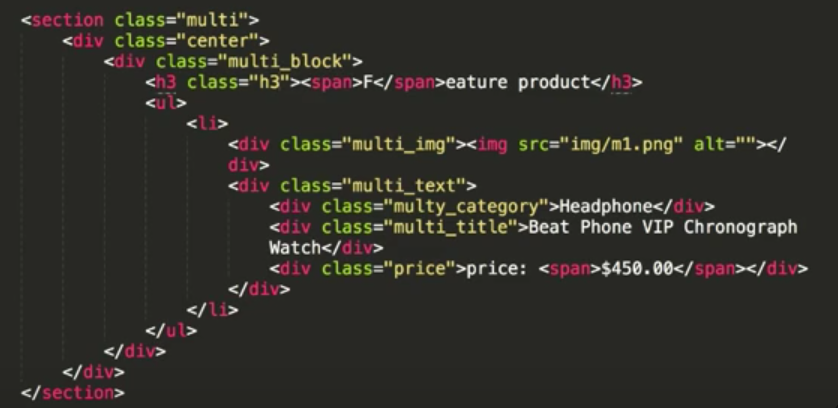 <section class="multi">
<div class="center">
<div class="multi_block">
<h3 class="h3"><span>F</span>eature product</h3>
<ul>
<li>
<div class="multi_img"><img src="img/m1.png" alt=""></
div>
<div class="multi_text">
<div class="multy_category">Headphone</div>
<div class="multi_title">Beat Phone VIP Chronograph
Watch</div>
<div class="price">price: <span>$450.00</span></div>
</div>
</li>
</ul>
</div>
</div>
</section>